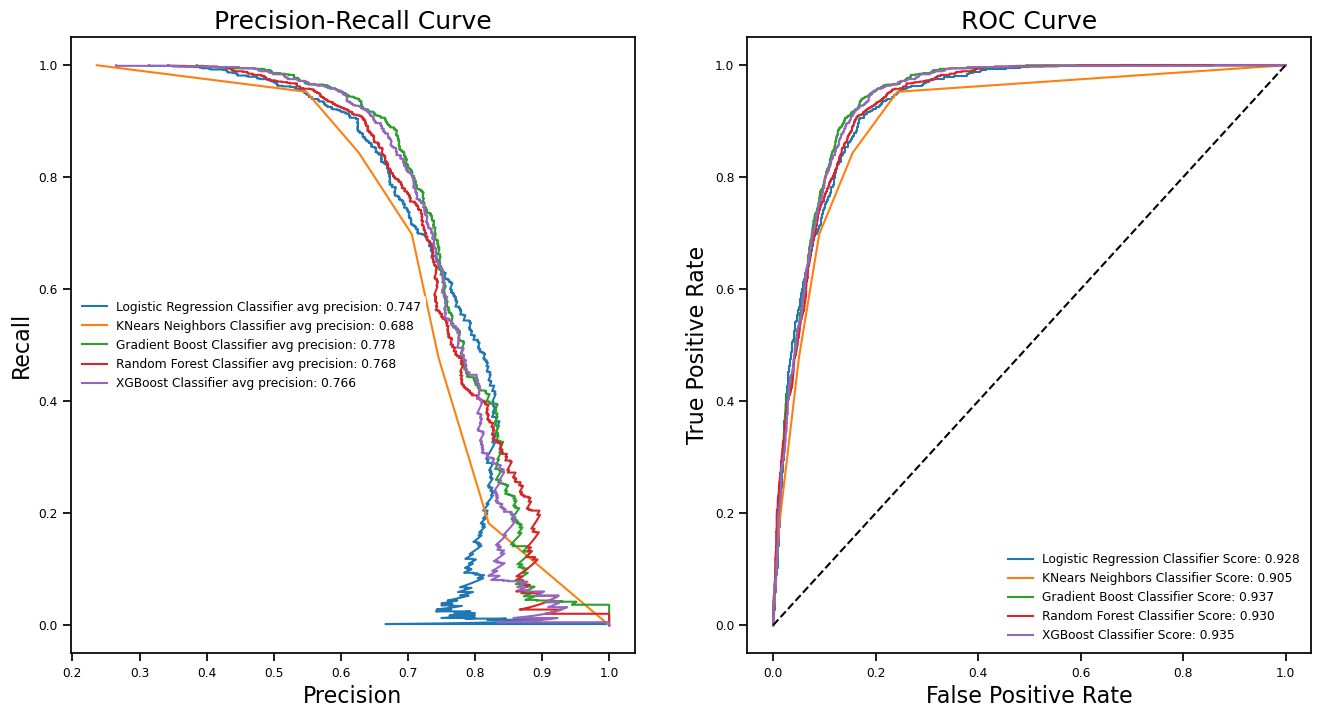 Precision-Recall Curve
1.0
0.8
0.6
0.4
0.2
0.0
Recall
Logistic Regression Classifier avg precision: 0.747
KNears Neighbors Classifier avg precision: 0.688
Gradient Boost Classifier avg precision: 0.778
Random Forest Classifier avg precision: 0.768
XGBoost Classifier avg precision: 0.766
0.2 0.3 0.4 0.5 0.6 0.7 0.8 0.9 1.0
Precision
ROC Curve
1.0
0.8
0.6
0.4
0.2
0.0
True Positive Rate
Logistic Regression Classifier Score: 0.928
KNears Neighbors Classifier Score: 0.905
Gradient Boost Classifier Score: 0.937
Random Forest Classifier Score: 0.930
XGBoost Classifier Score: 0.935
0.0 0.2 0.4 0.6 0.8 1.0
False Positive Rate